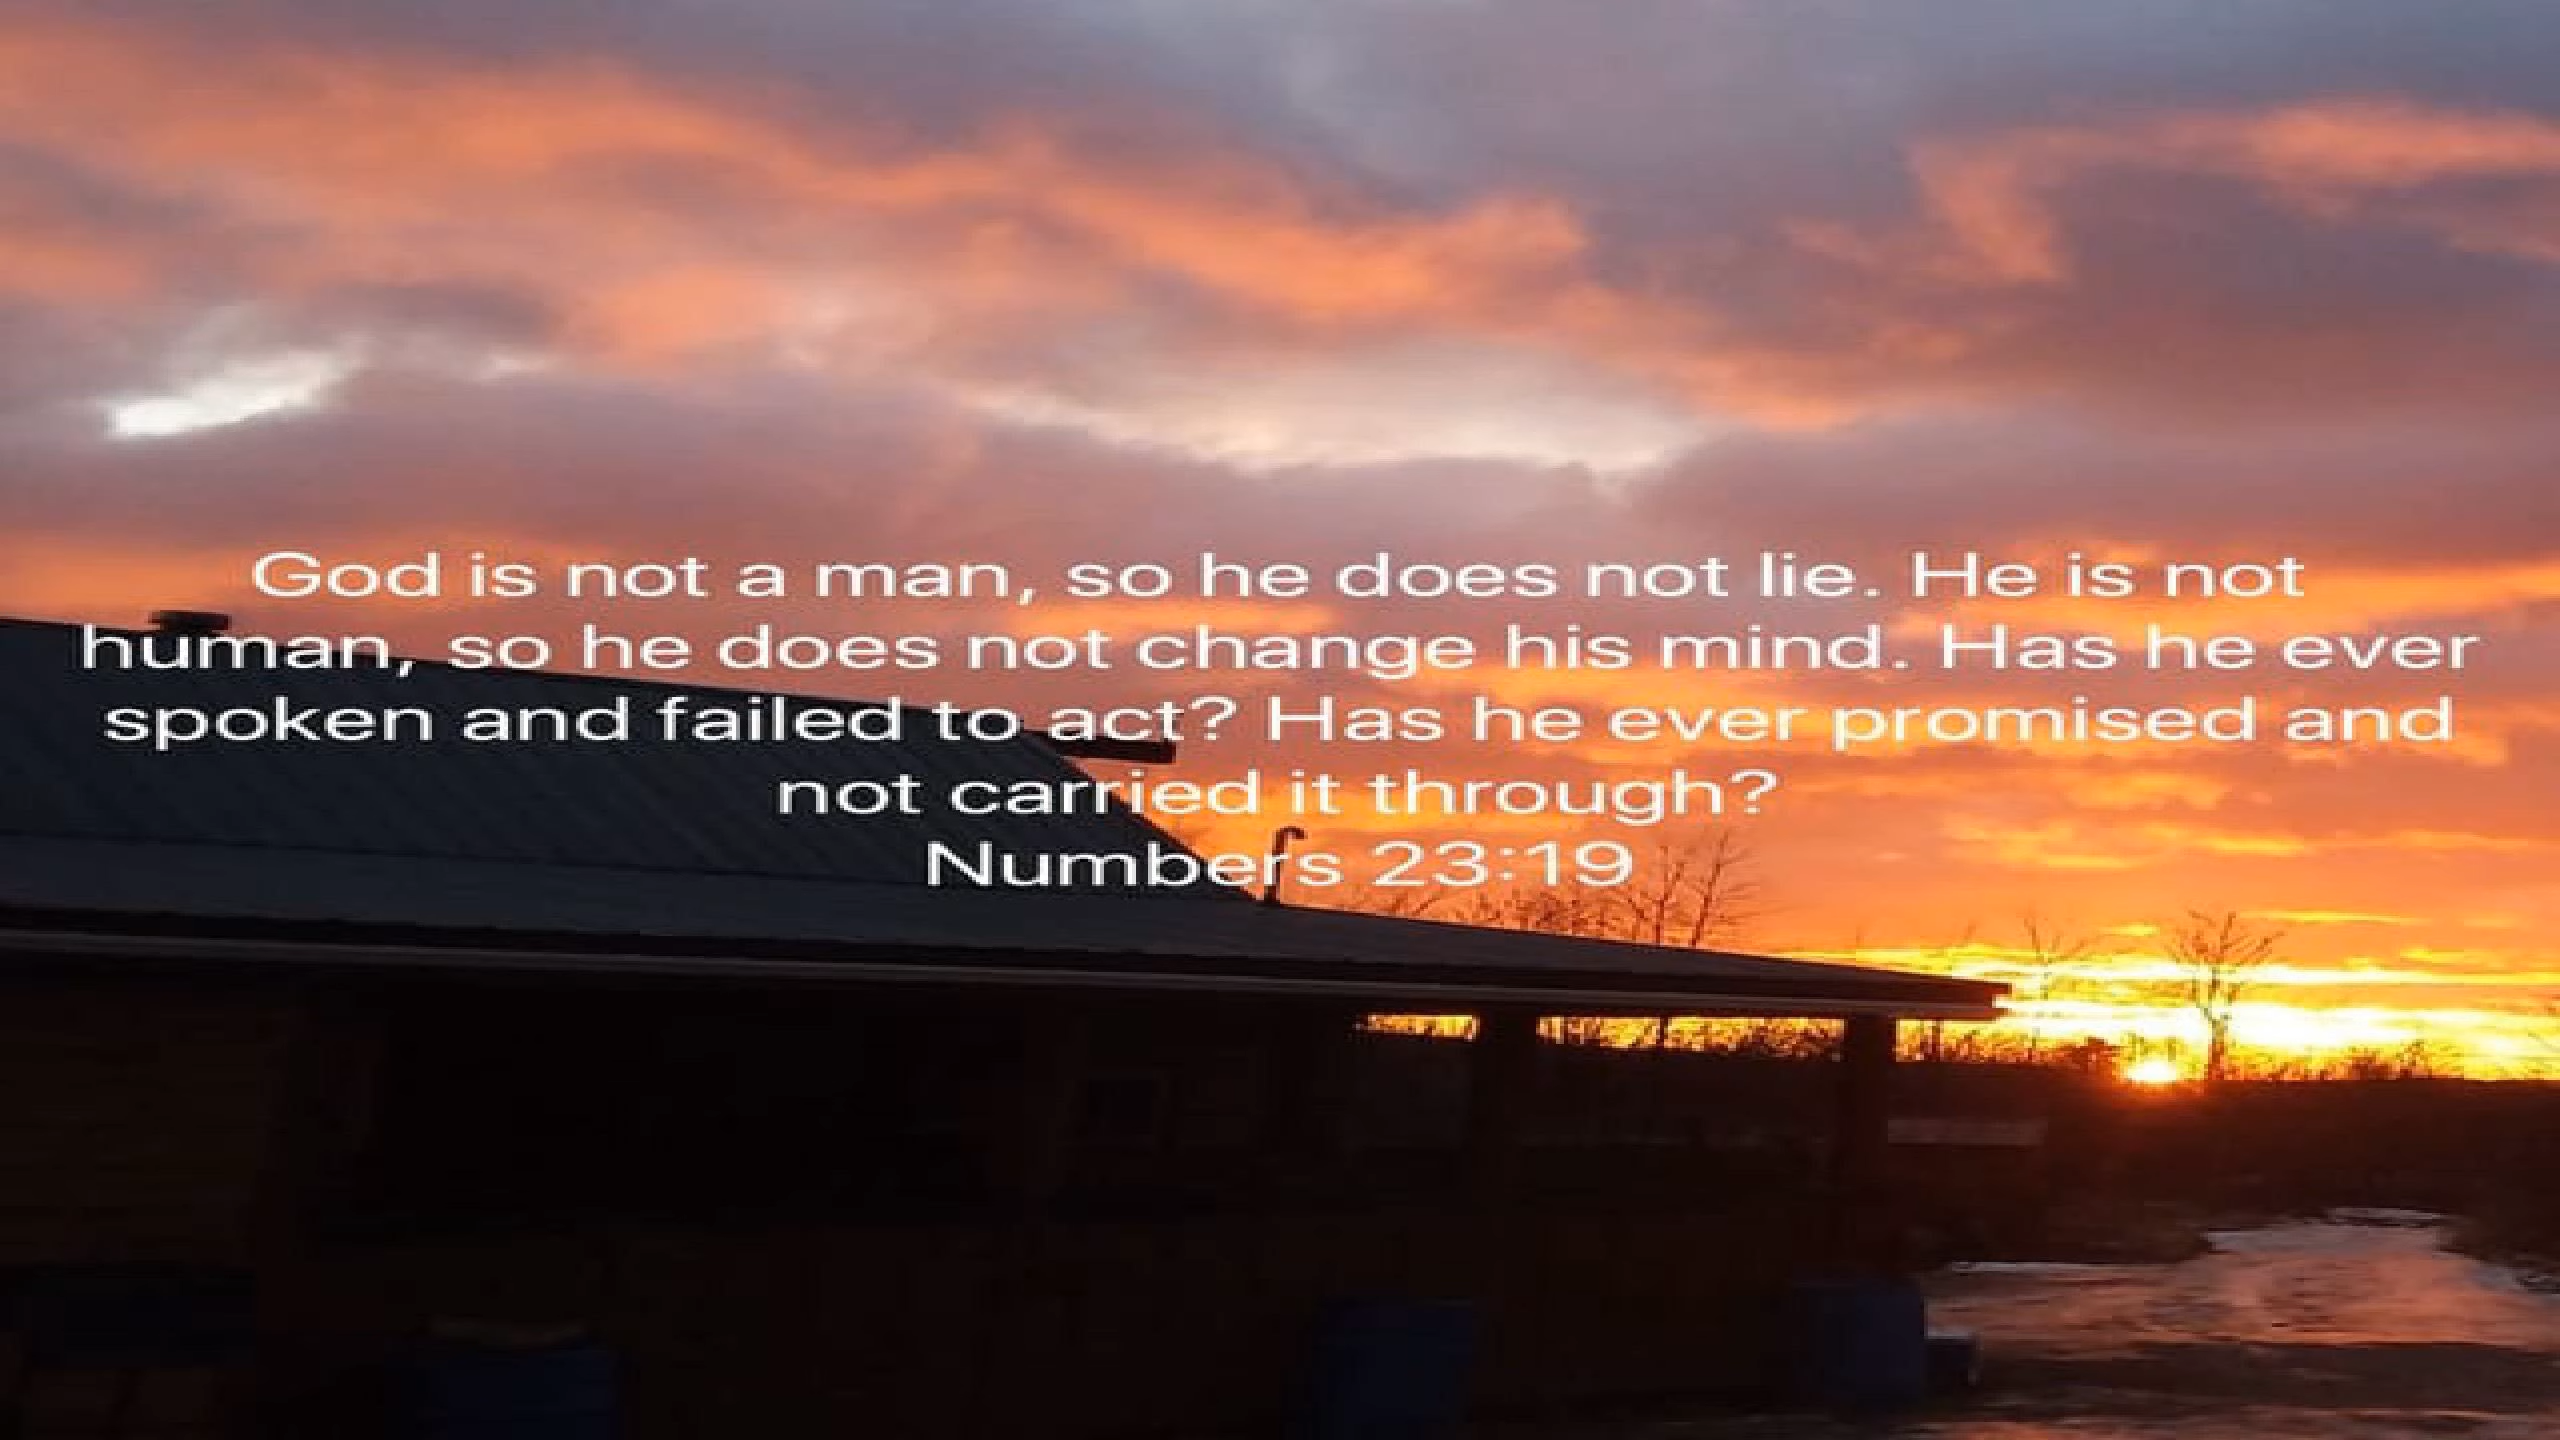 God is not a man, so he does not lie. He is not
human, so he does not change his mind. Has he ever
spoken and failed to act? Has he ever promised and
not carried it through?
Numbers 23:19